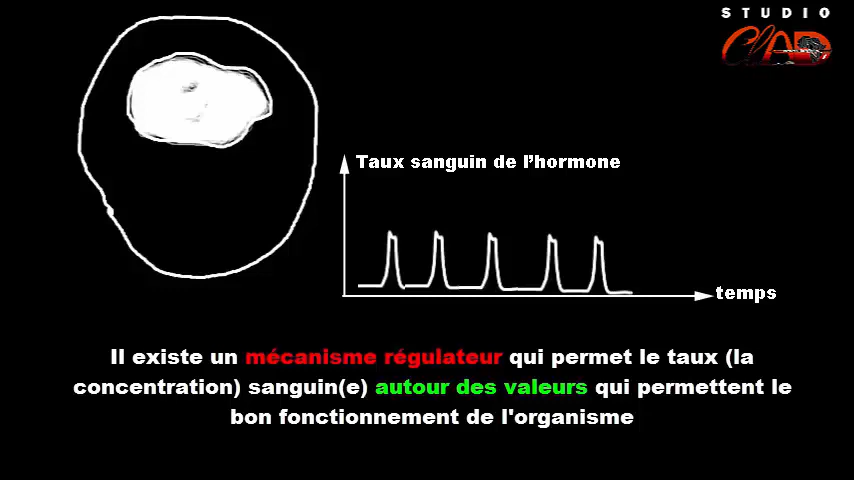 STUDIO
CLAD
Taux sanguin de l’hormone
temps
Il existe un mécanisme régulateur qui permet le taux (la
concentration) sanguin(e) autour des valeurs qui permettent le
bon fonctionnement de l'organisme